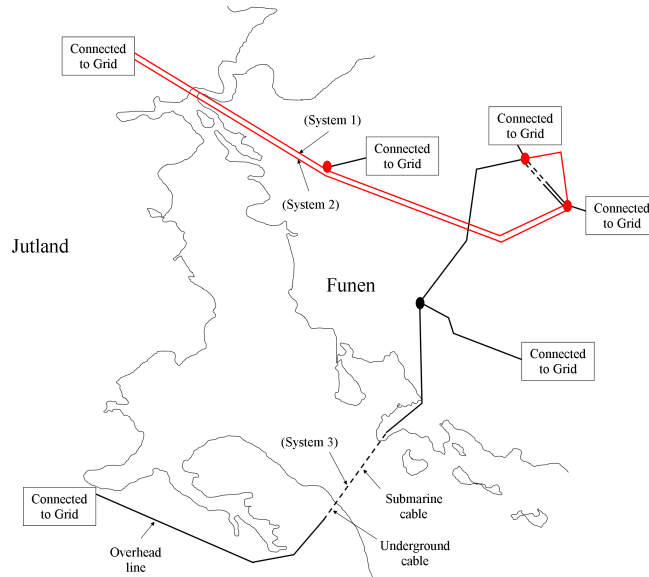 Connected
to Grid
(System 1)
Connected
to Grid
Connected
to Grid
(System 2)
Connected
to Grid
Jutland
Funen
Connected
to Grid
(System 3)
Submarine
cable
Connected
to Grid
Underground
cable
Overhead
line